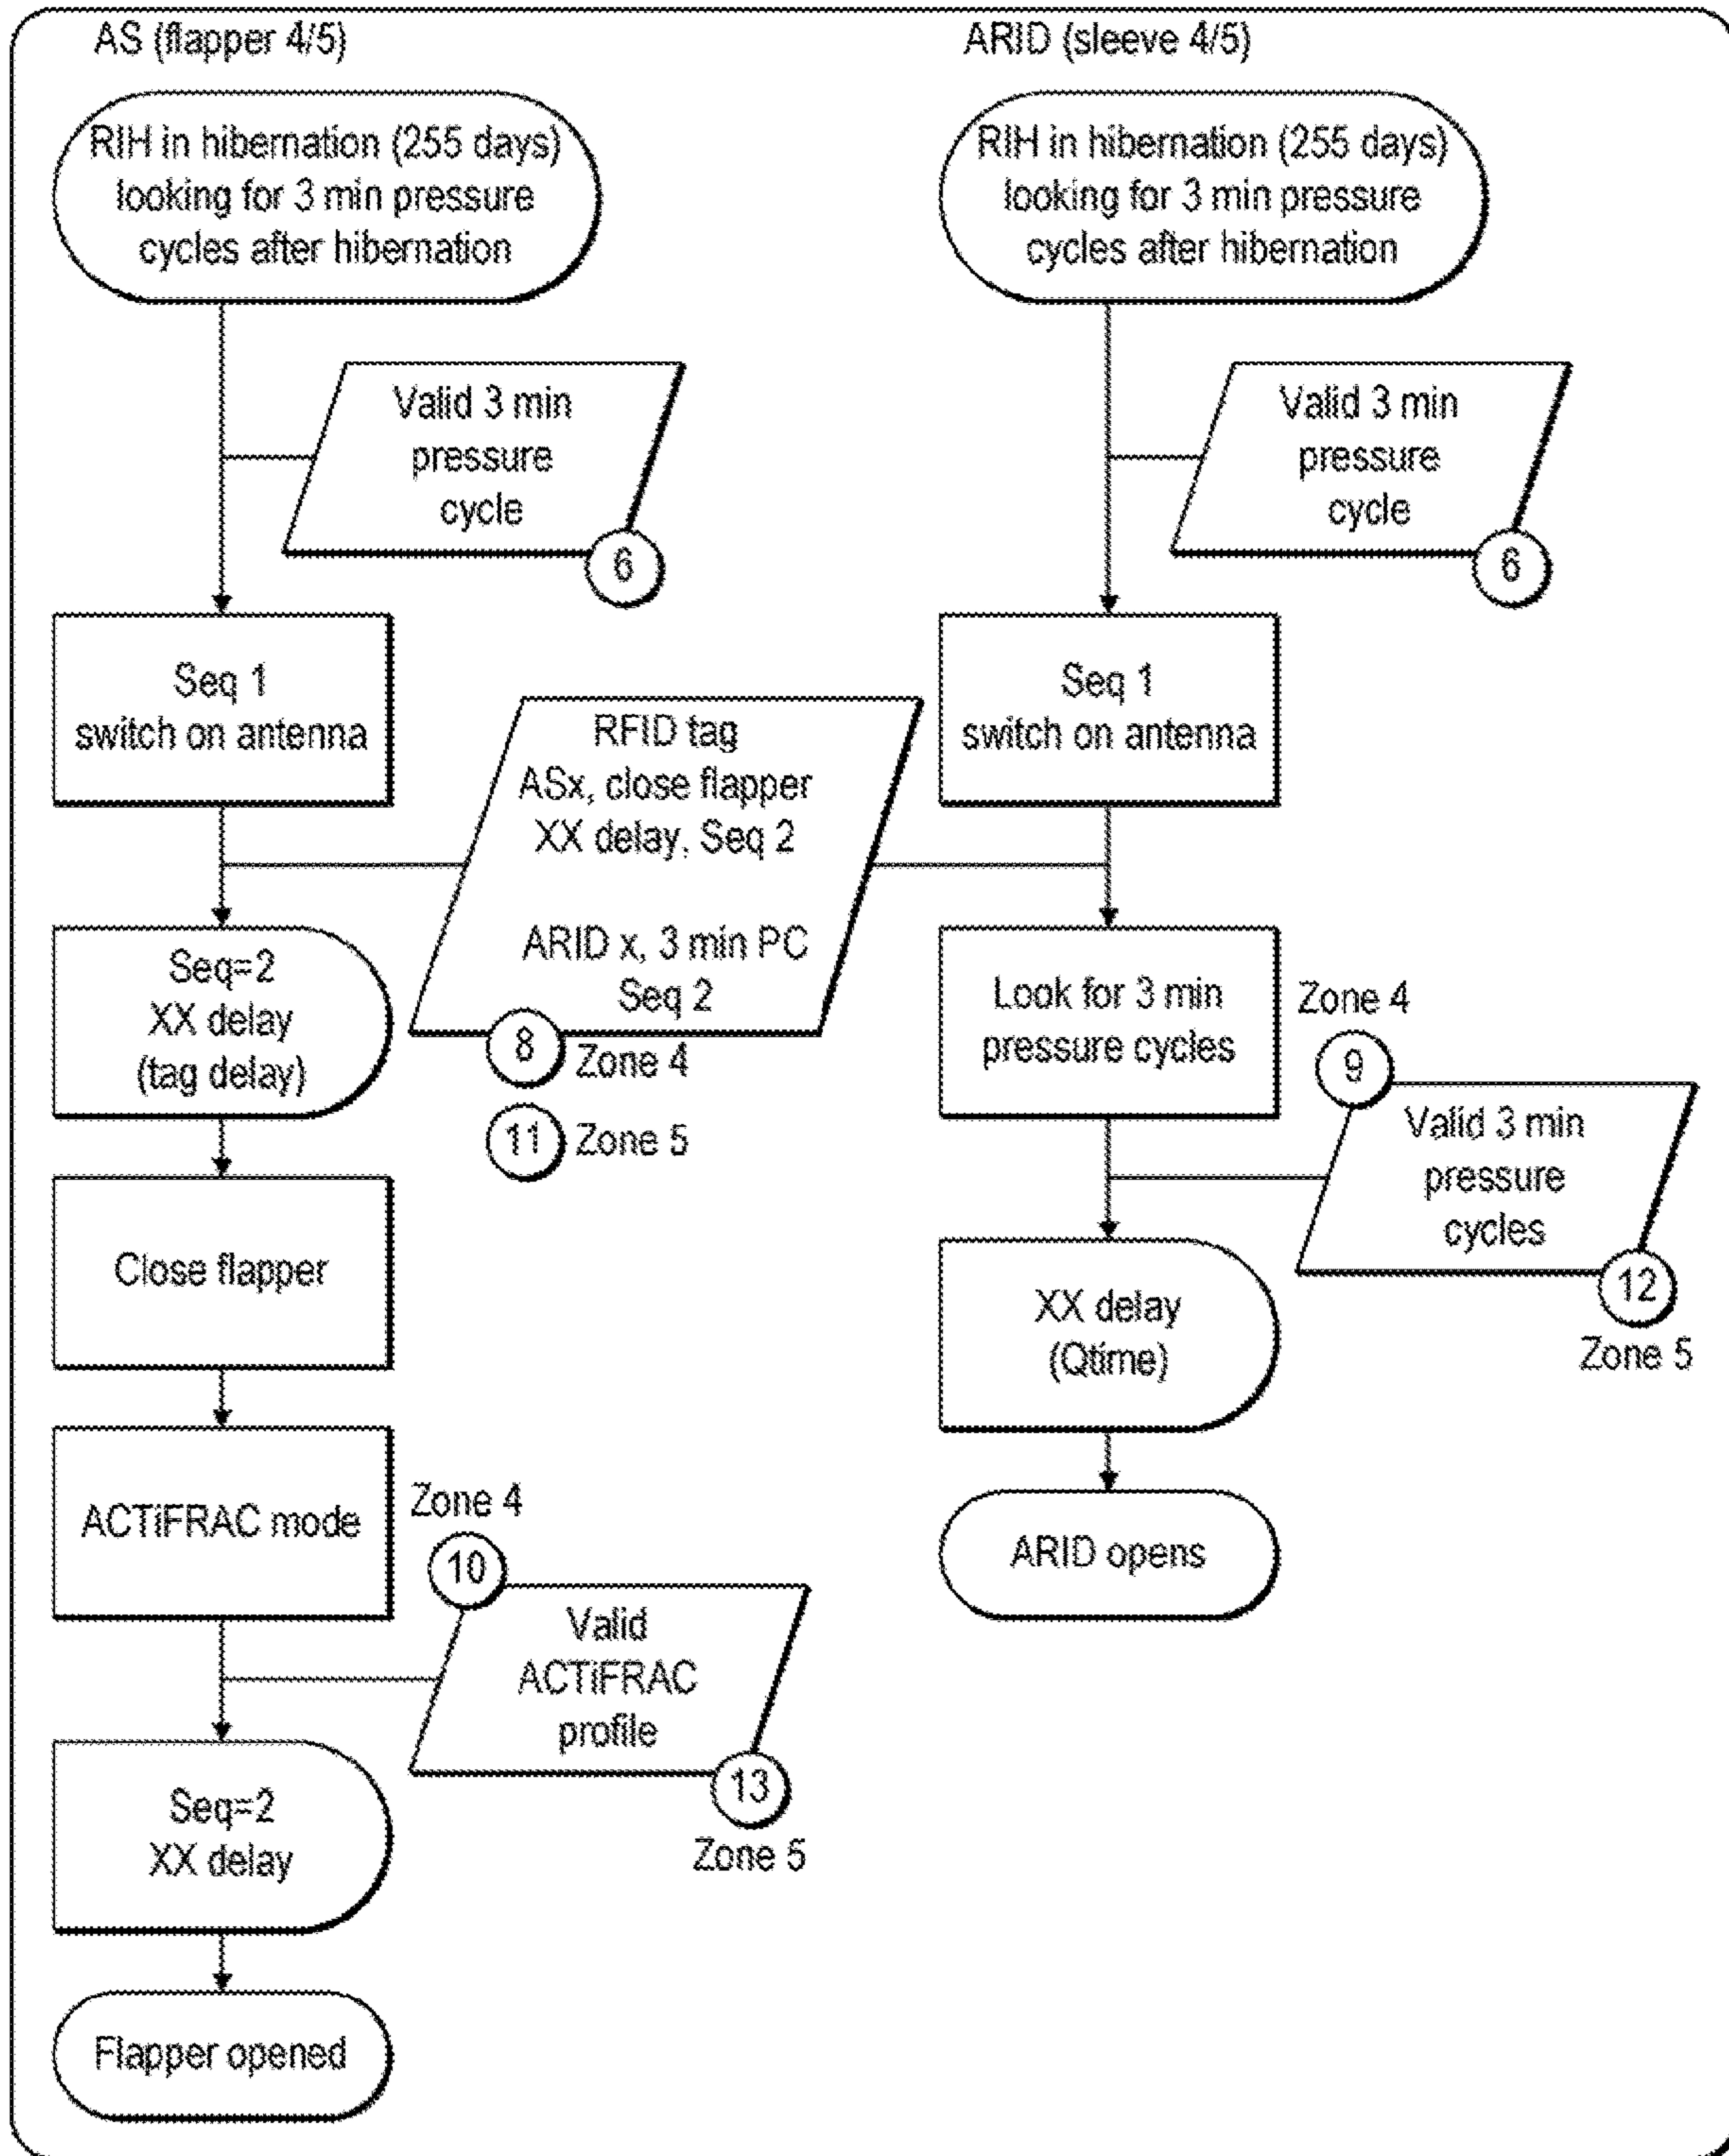 AS (flapper 4/5)
RIH in hibernation (255 days)
looking for 3 min pressure
cycles after hibernation
Valid 3 min
pressure
cycle
6
Seq 1
switch on antenna
RFID tag
ASx, close flapper
XX delay, Seq 2
ARID x, 3 min PC
Seq 2
8 Zone 4
11 Zone 5
Seq=2
XX delay
(tag delay)
Close flapper
ACTiFRAC mode
Zone 4
10
Valid
ACTiFRAC
profile
13
Zone 5
Seq=2
XX delay
Flapper opened
ARID (sleeve 4/5)
RIH in hibernation (255 days)
looking for 3 min pressure
cycles after hibernation
Valid 3 min
pressure
cycle
6
Seq 1
switch on antenna
Look for 3 min
pressure cycles
Zone 4
9
Valid 3 min
pressure
cycles
12
Zone 5
XX delay
(Qtime)
ARID opens